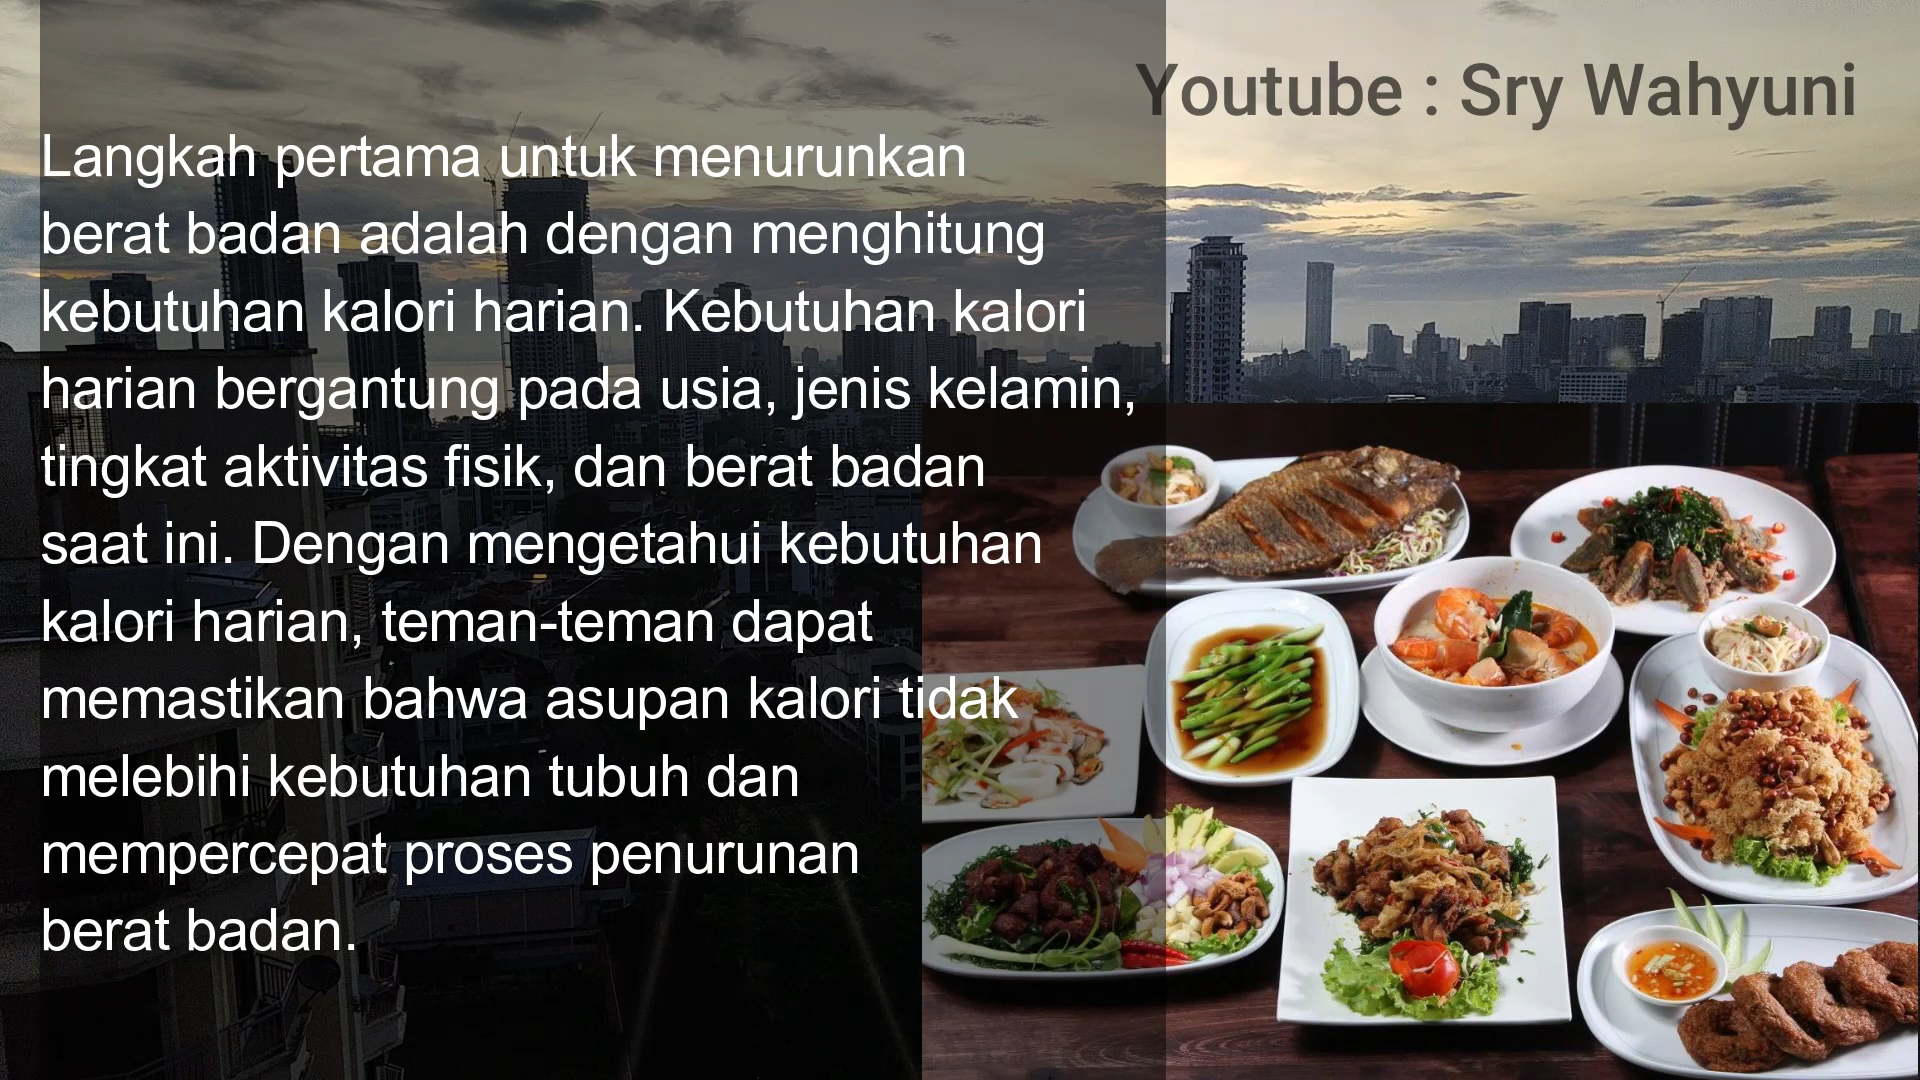 Youtube : Sry Wahyuni
Langkah pertama untuk menurunkan
berat badan adalah dengan menghitung
kebutuhan kalori harian. Kebutuhan kalori
harian bergantung pada usia, jenis kelamin,
tingkat aktivitas fisik, dan berat badan
saat ini. Dengan mengetahui kebutuhan
kalori harian, teman-teman dapat
memastikan bahwa asupan kalori tidak
melebihi kebutuhan tubuh dan
mempercepat proses penurunan
berat badan.